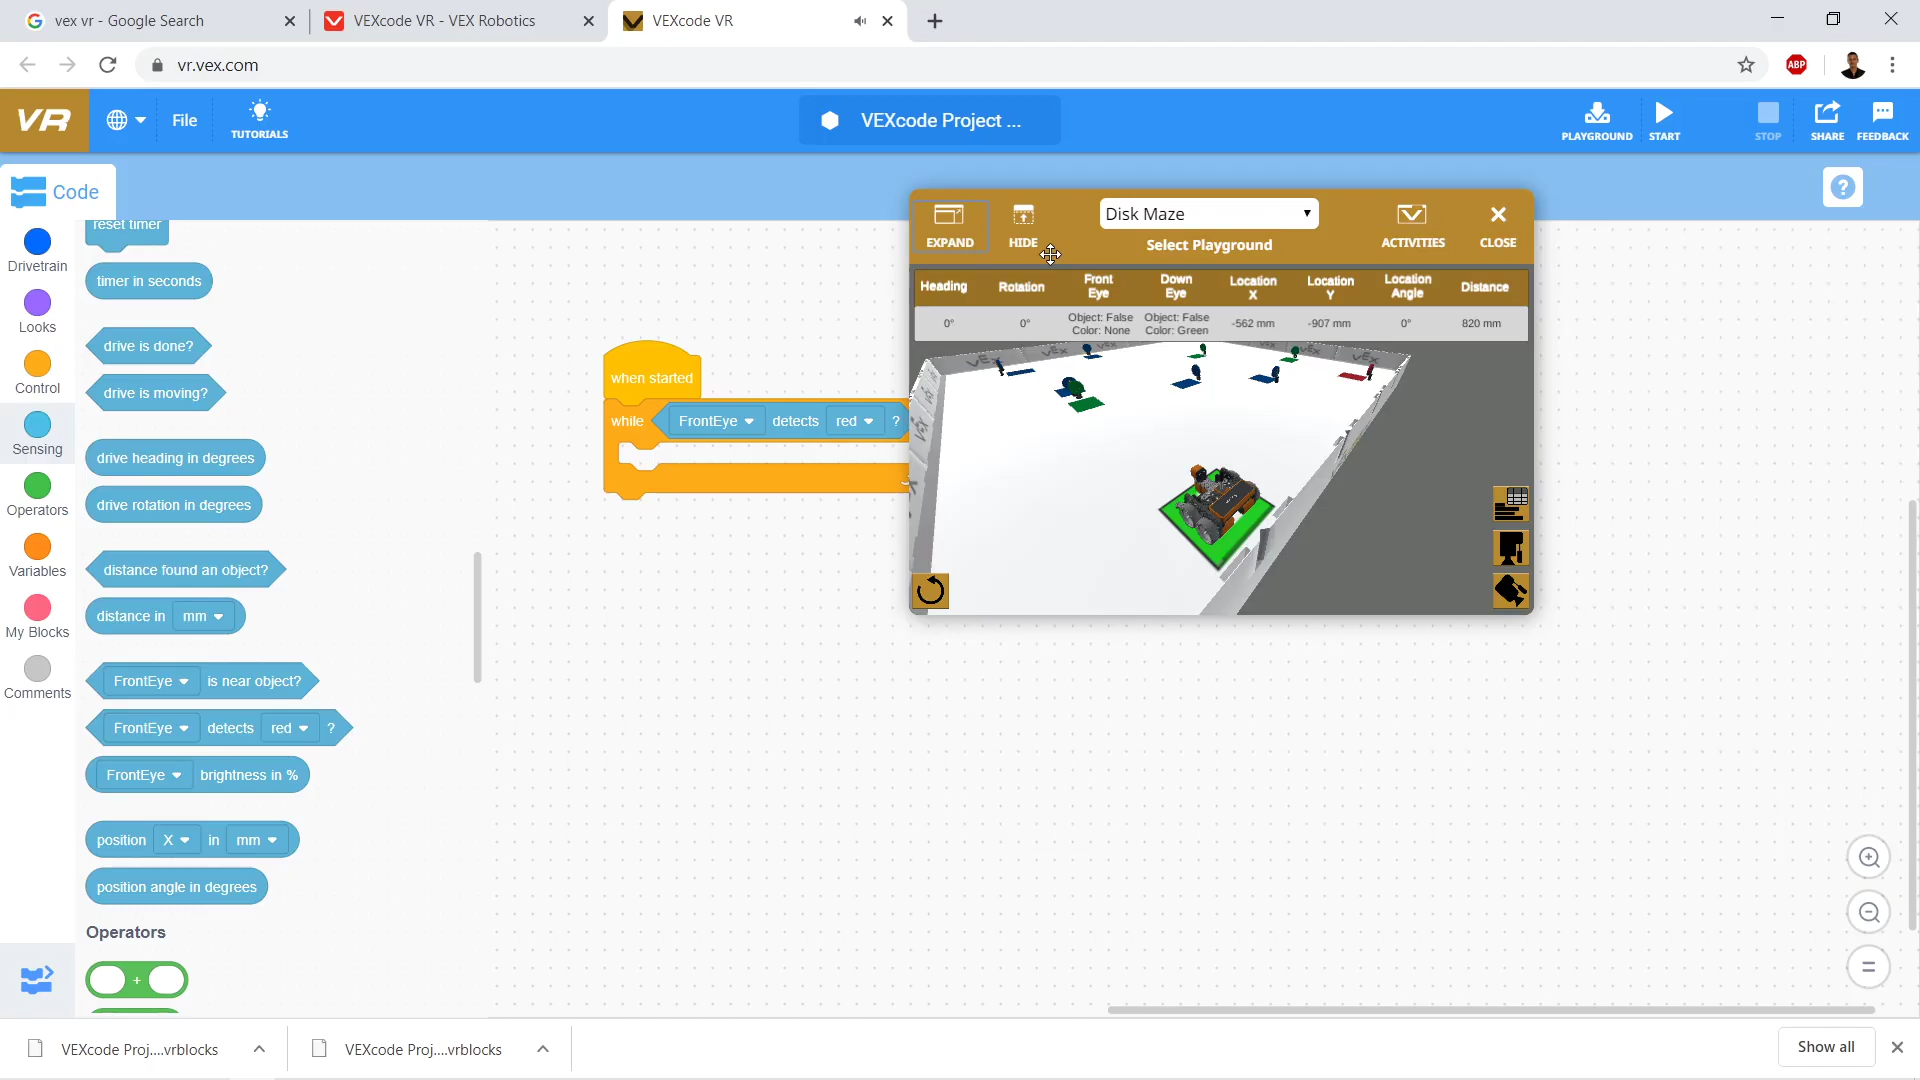 vex vr - Google Search
VEXcode VR - VEX Robotics
VEXcode VR
vr.vex.com
ABP
VR
File
TUTORIALS
VEXcode Project ...
PLAYGROUND
START
STOP
SHARE
FEEDBACK
Code
?
Drivetrain
Looks
Control
Sensing
Operators
Variables
My Blocks
Comments
reset timer
timer in seconds
drive is done?
drive is moving?
drive heading in degrees
drive rotation in degrees
distance found an object?
distance in mm
FrontEye is near object?
FrontEye detects red ?
FrontEye brightness in %
position X in mm
position angle in degrees
Operators
+
when started
while FrontEye detects red ?
EXPAND
HIDE
Disk Maze
Select Playground
ACTIVITIES
CLOSE
Heading Rotation Front Eye Down Eye Location X Location Y Location Angle Distance
0° 0° Object: False Object: False -562 mm -907 mm 0° 820 mm
Color: None Color: Green
VEXcode Proj....vrblocks
VEXcode Proj....vrblocks
Show all